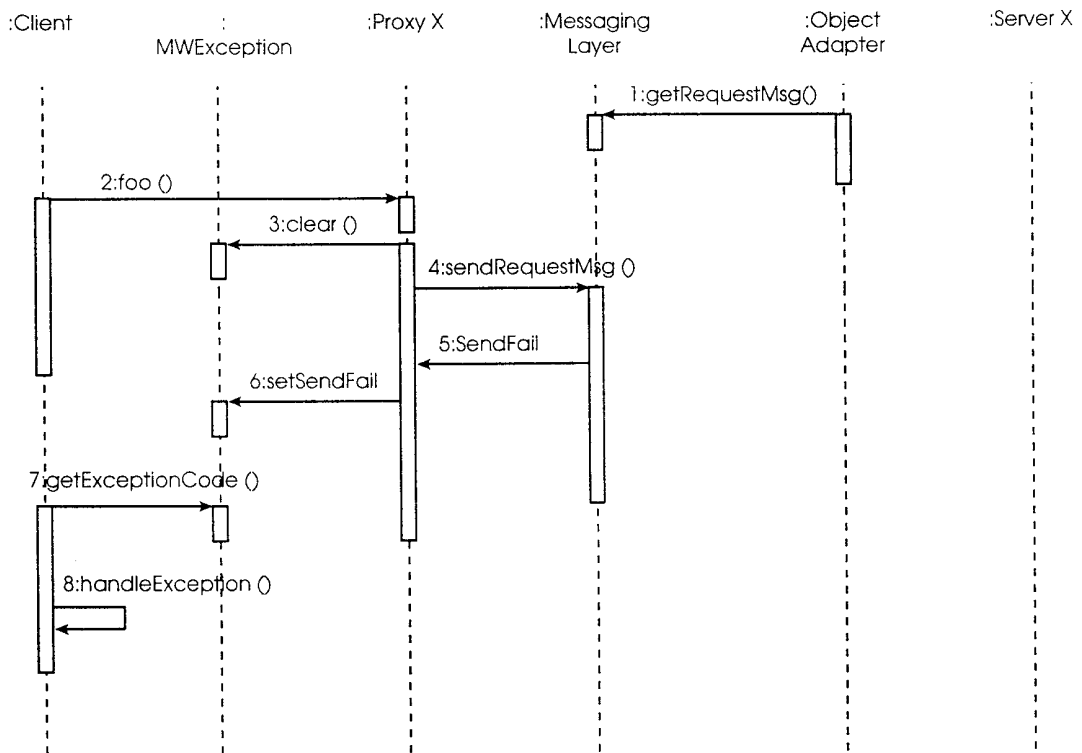 :Client
:
MWException
:Proxy X
:Messaging
Layer
:Object
Adapter
:Server X
1:getRequestMsg()
2:foo ()
3:clear ()
4:sendRequestMsg ()
5:SendFail
6:setSendFail
7:getExceptionCode ()
8:handleException ()